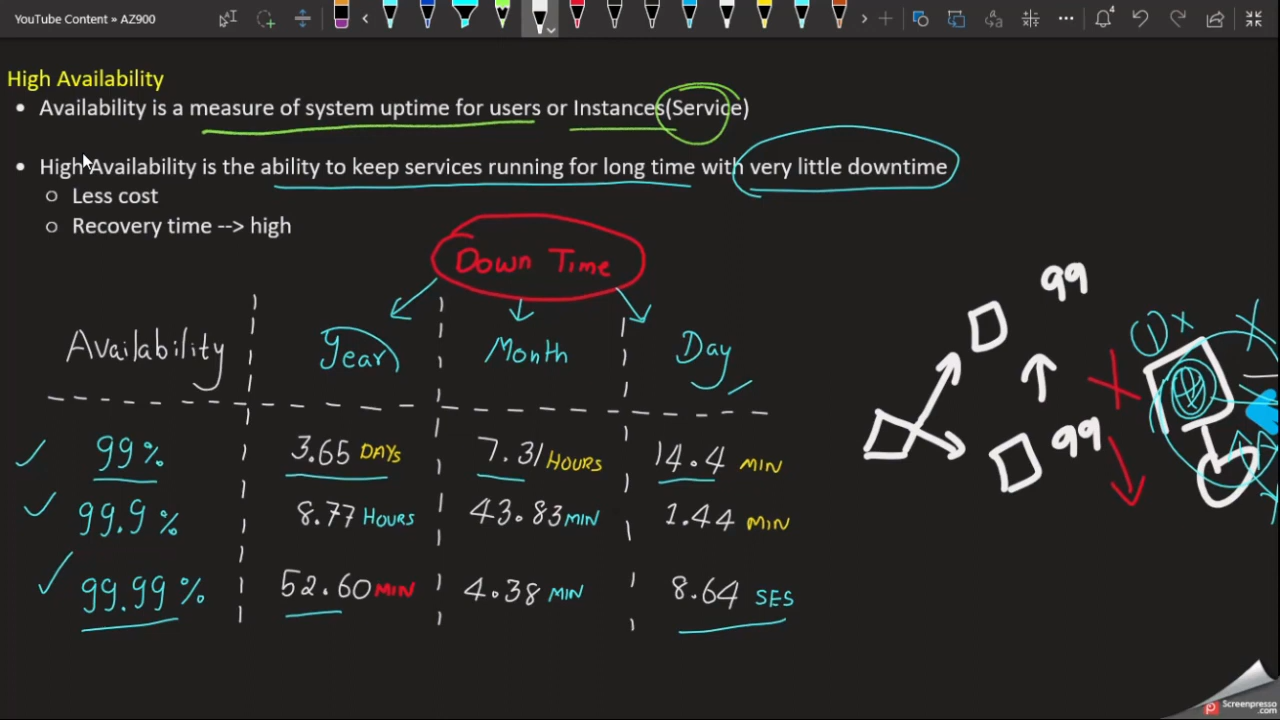 YouTube Content » AZ900
4
High Availability
• Availability is a measure of system uptime for users or Instances(Service)
• High Availability is the ability to keep services running for long time with very little downtime
○ Less cost
○ Recovery time --> high
Down Time
Availability Year Month Day
99% 3.65 DAYS 7.31 HOURS 14.4 MIN
99.9% 8.77 HOURS 43.83 MIN 1.44 MIN
99.99% 52.60 MIN 4.38 MIN 8.64 SES
99
99
1 x
Screenpresso
.com